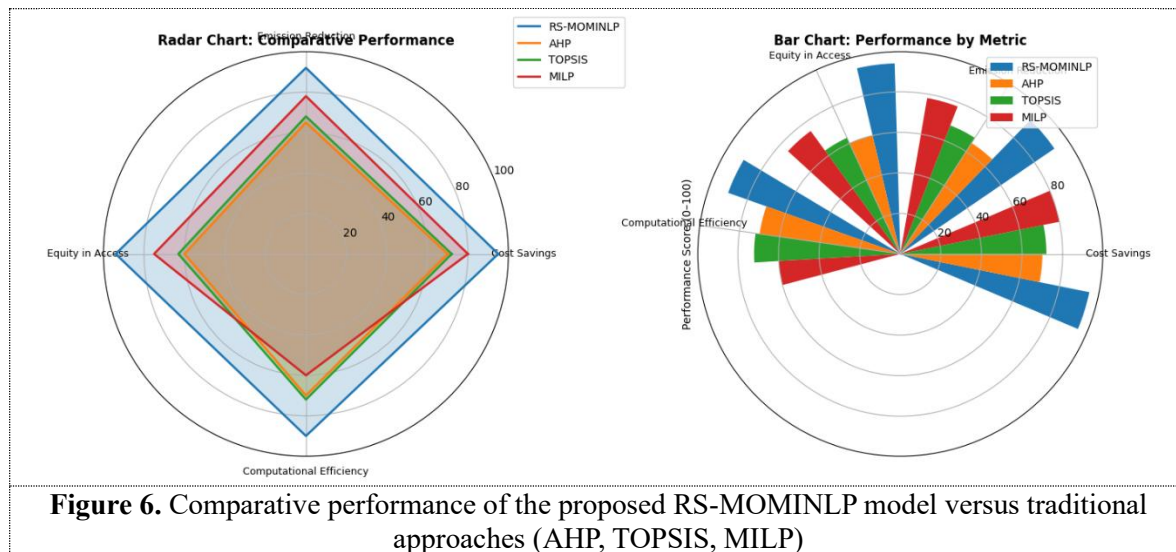 Emission Reduction
Radar Chart: Comparative Performance
RS-MOMINLP
AHP
TOPSIS
MILP
100
80
60
40
20
Equity in Access
Cost Savings
Computational Efficiency
Bar Chart: Performance by Metric
Equity in Access
RS-MOMINLP
AHP
TOPSIS
MILP
80
60
40
20
Computational Efficiency
Cost Savings
Performance Score (0–100)
Figure 6. Comparative performance of the proposed RS-MOMINLP model versus traditional
approaches (AHP, TOPSIS, MILP)